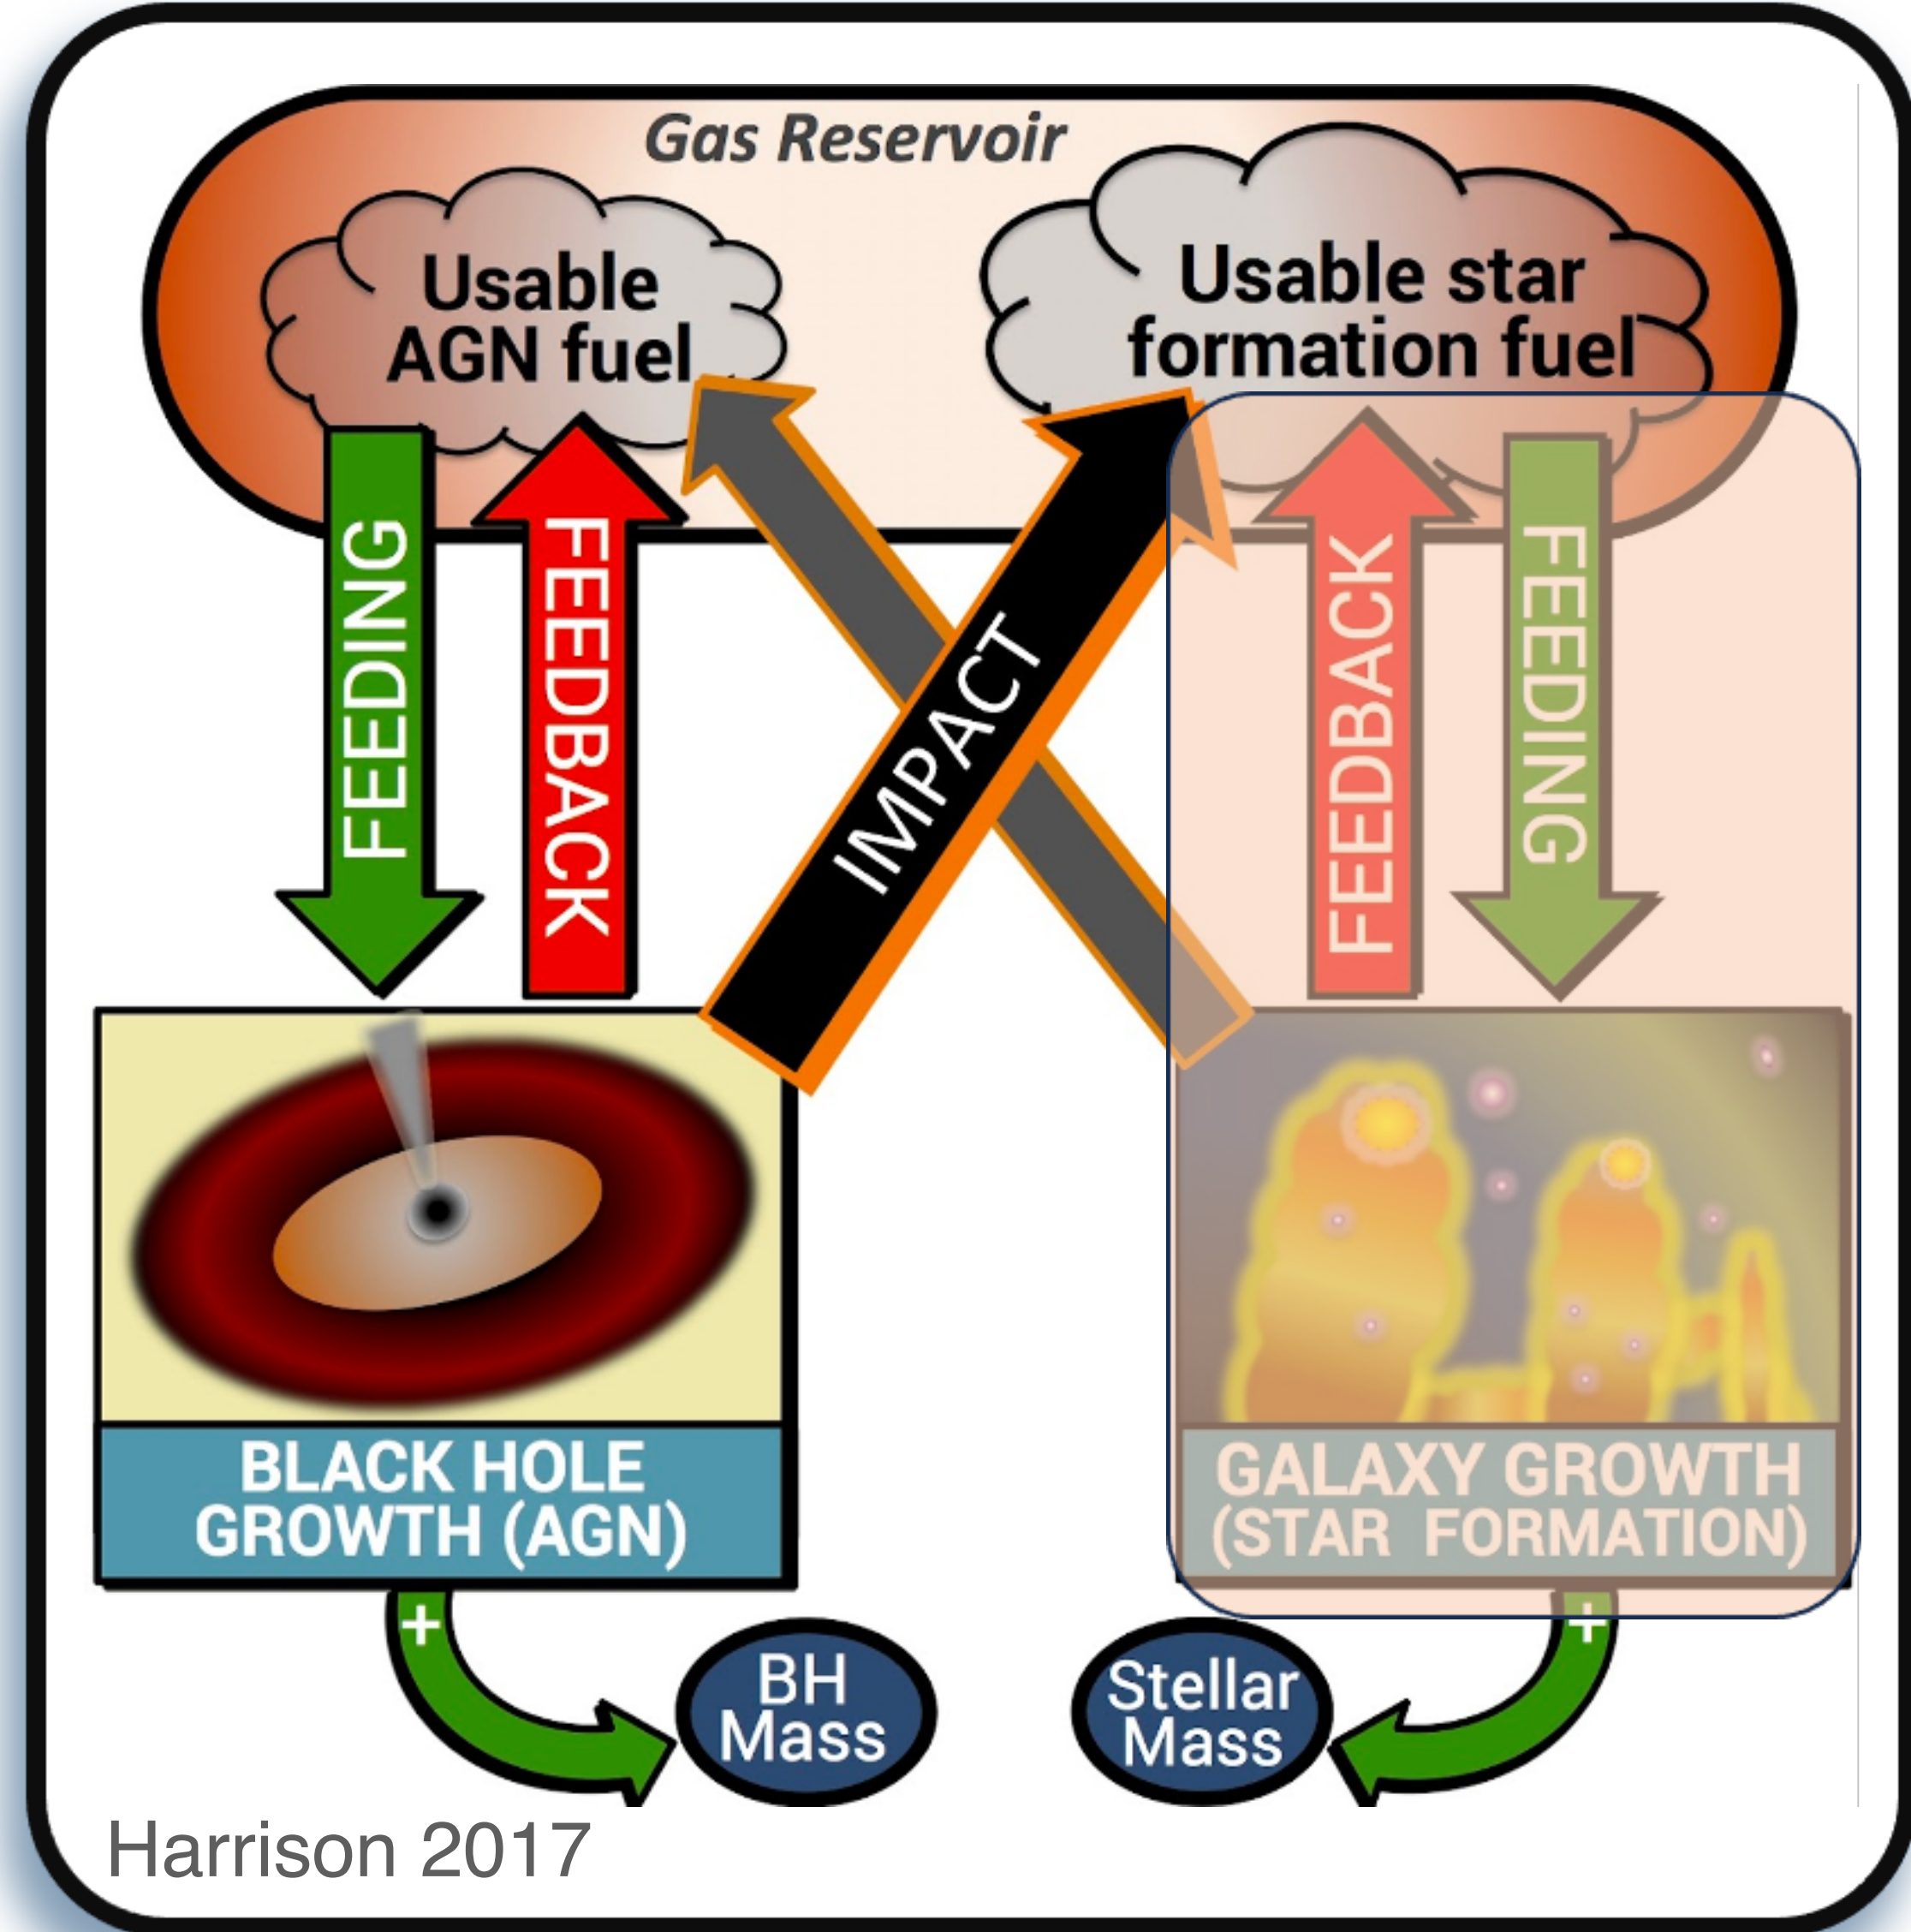 Gas Reservoir
Usable
AGN fuel
Usable star
formation fuel
FEEDING
FEEDBACK
IMPACT
FEEDBACK
FEEDING
BLACK HOLE
GROWTH (AGN)
GALAXY GROWTH
(STAR FORMATION)
+
+
BH
Mass
Stellar
Mass
Harrison 2017